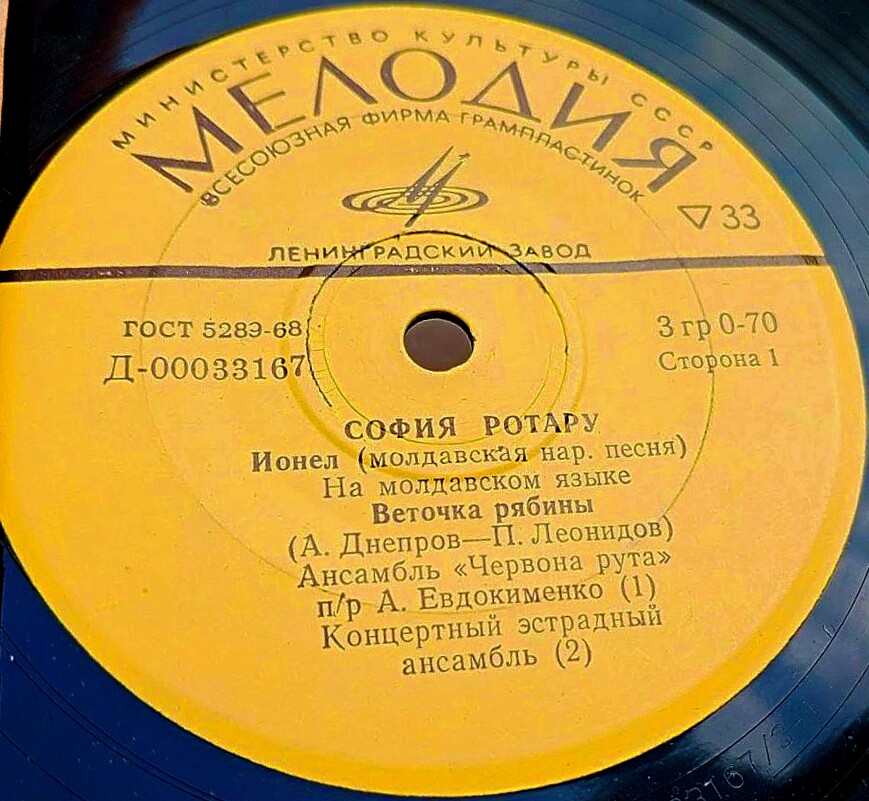 МИНИСТЕРСТВО КУЛЬТУРЫ СССР
МЕЛОДИЯ
ВСЕСОЮЗНАЯ ФИРМА ГРАМПЛАСТИНОК
▽33
ЛЕНИНГРАДСКИЙ ЗАВОД
ГОСТ 5289-68
3 гр 0-70
Д-00033167
Сторона 1
СОФИЯ РОТАРУ
Ионел (молдавская нар. песня)
На молдавском языке
Веточка рябины
(А. Днепров—П. Леонидов)
Ансамбль «Червона рута»
п/р А. Евдокименко (1)
Концертный эстрадный
ансамбль (2)